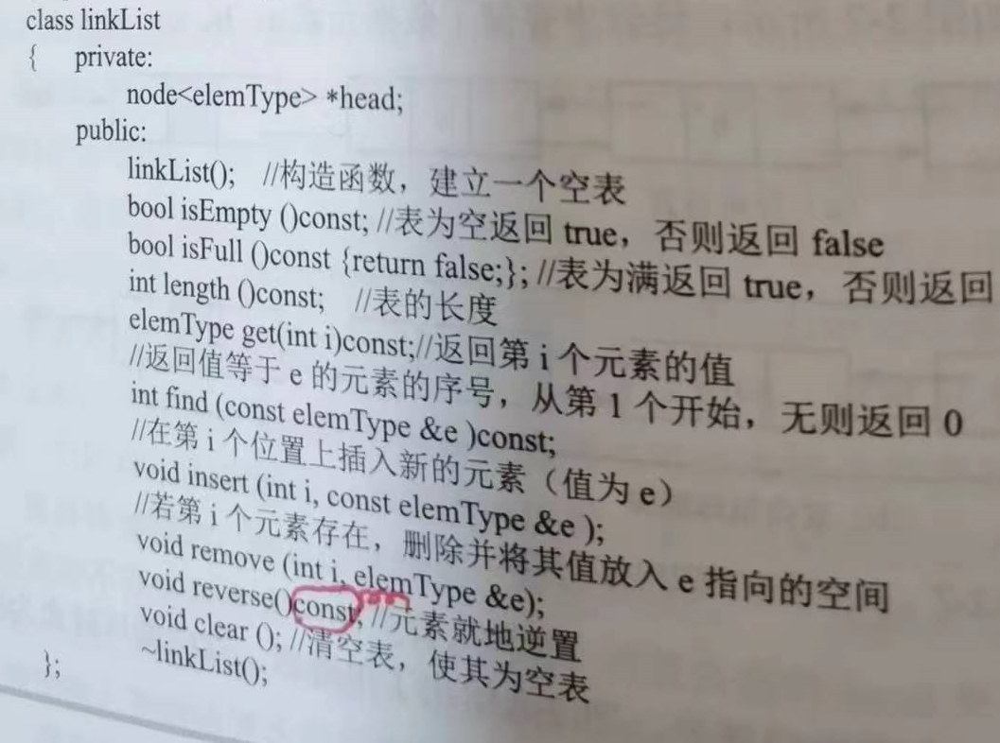 class linkList
{ private:
node<elemType> *head;
public:
linkList(); //构造函数，建立一个空表
bool isEmpty ()const; //表为空返回 true，否则返回 false
bool isFull ()const {return false;}; //表为满返回 true，否则返回
int length ()const; //表的长度
elemType get(int i)const;//返回第 i 个元素的值
//返回值等于 e 的元素的序号，从第 1 个开始，无则返回 0
int find (const elemType &e )const;
//在第 i 个位置上插入新的元素（值为 e）
void insert (int i, const elemType &e );
//若第 i 个元素存在，删除并将其值放入 e 指向的空间
void remove (int i, elemType &e);
void reverse()const; //元素就地逆置
void clear (); //清空表，使其为空表
~linkList();
};